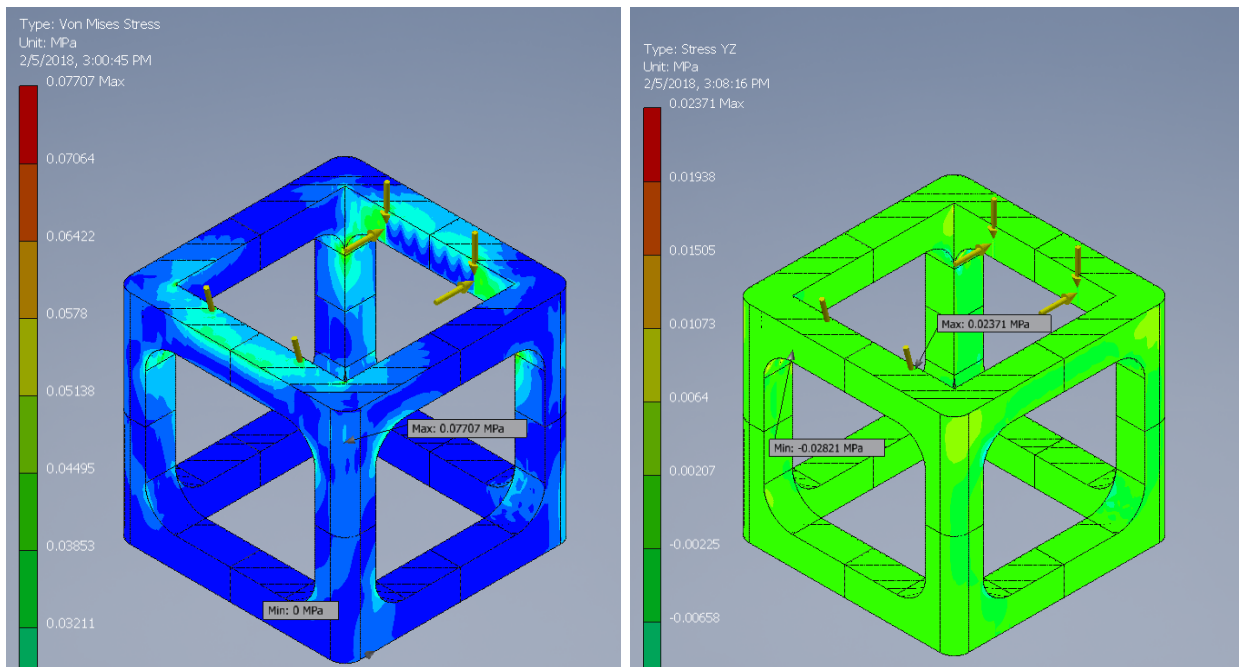 Type: Von Mises Stress
Unit: MPa
2/5/2018, 3:00:45 PM
0.07707 Max
0.07064
0.06422
0.0578
0.05138
0.04495
0.03853
0.03211
Max: 0.07707 MPa
Min: 0 MPa
Type: Stress YZ
Unit: MPa
2/5/2018, 3:08:16 PM
0.02371 Max
0.01938
0.01505
0.01073
0.0064
0.00207
-0.00225
-0.00658
Max: 0.02371 MPa
Min: -0.02821 MPa